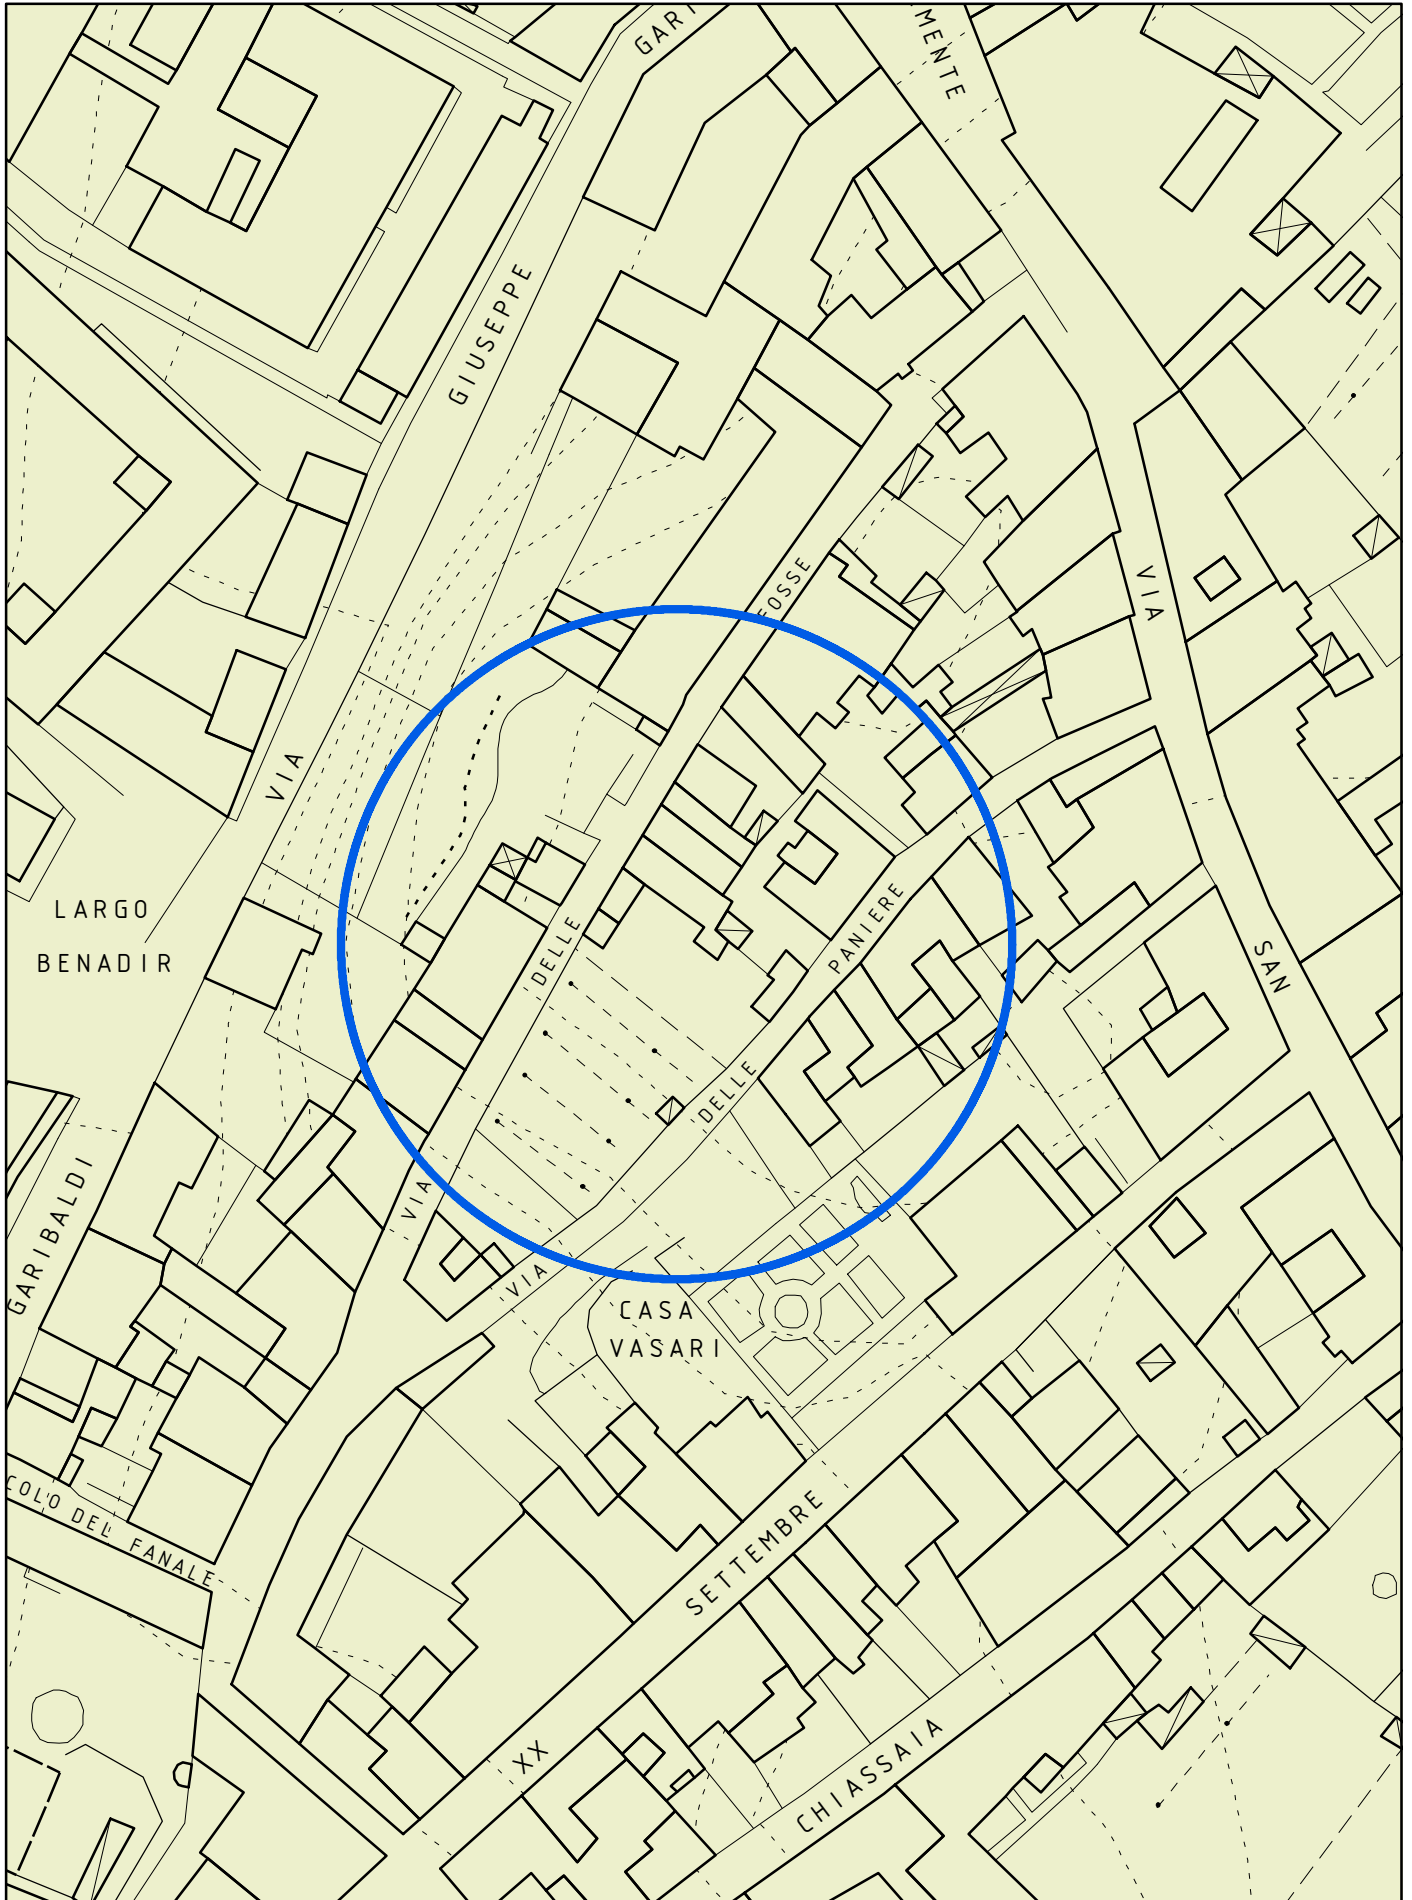 GARI
MENTE
GIUSEPPE
FOSSE
VIA
VIA
LARGO
BENADIR
DELLE
PANIERE
SAN
DELLE
VIA
GARIBALDI
VIA
CASA
VASARI
COLO DEL FANALE
SETTEMBRE
XX
CHIASSAIA